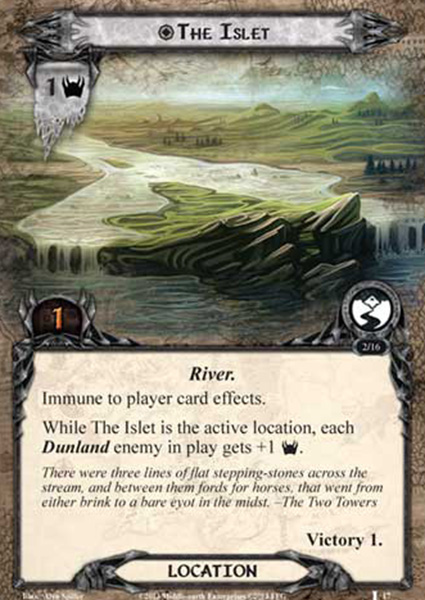 The Islet
1
1
2/16
River.
Immune to player card effects.
While The Islet is the active location, each
Dunland enemy in play gets +1 .
There were three lines of flat stepping-stones across the
stream, and between them fords for horses, that went from
either brink to a bare eyot in the midst. –The Two Towers
Victory 1.
LOCATION